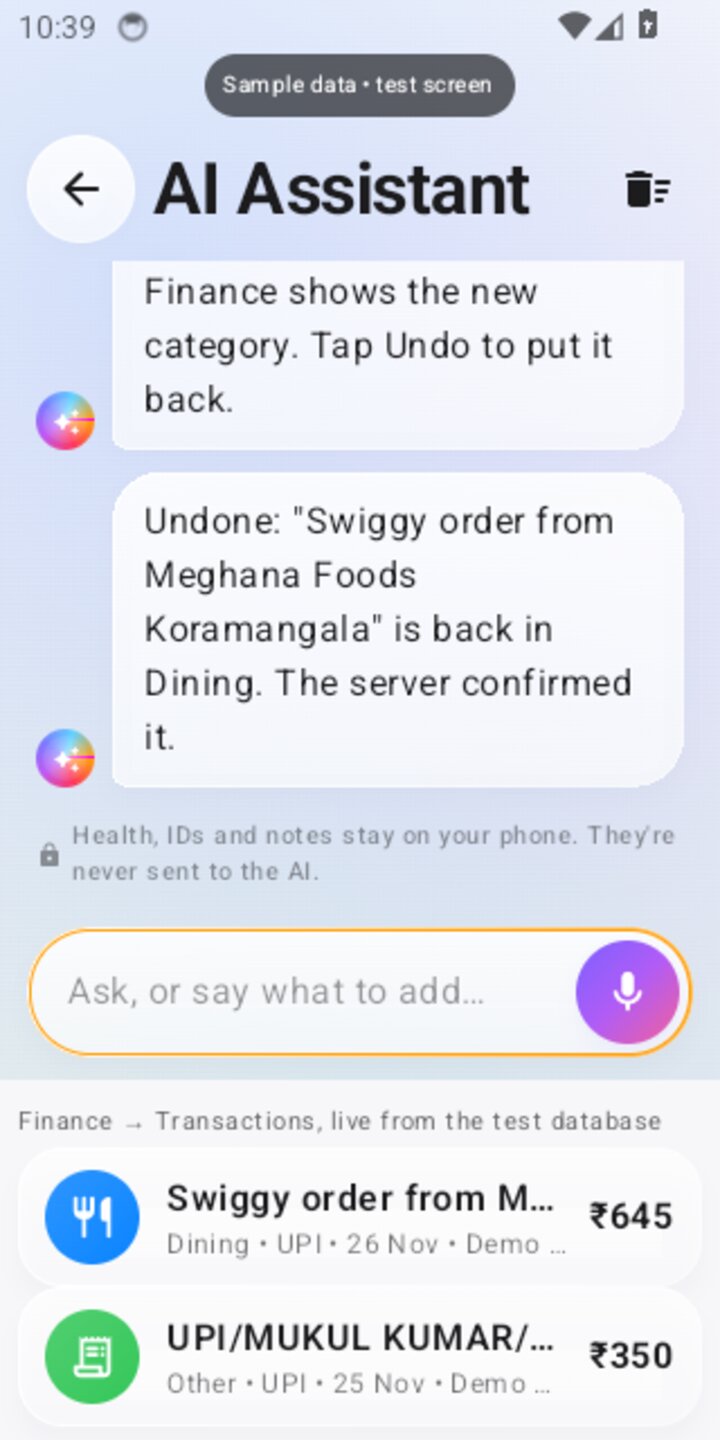 10:39
Sample data • test screen
AI Assistant
Finance shows the new
category. Tap Undo to put it
back.
Undone: "Swiggy order from
Meghana Foods
Koramangala" is back in
Dining. The server confirmed
it.
Health, IDs and notes stay on your phone. They're
never sent to the AI.
Ask, or say what to add...
Finance → Transactions, live from the test database
Swiggy order from M...
₹645
Dining • UPI • 26 Nov • Demo ...
UPI/MUKUL KUMAR/...
₹350
Other • UPI • 25 Nov • Demo ...